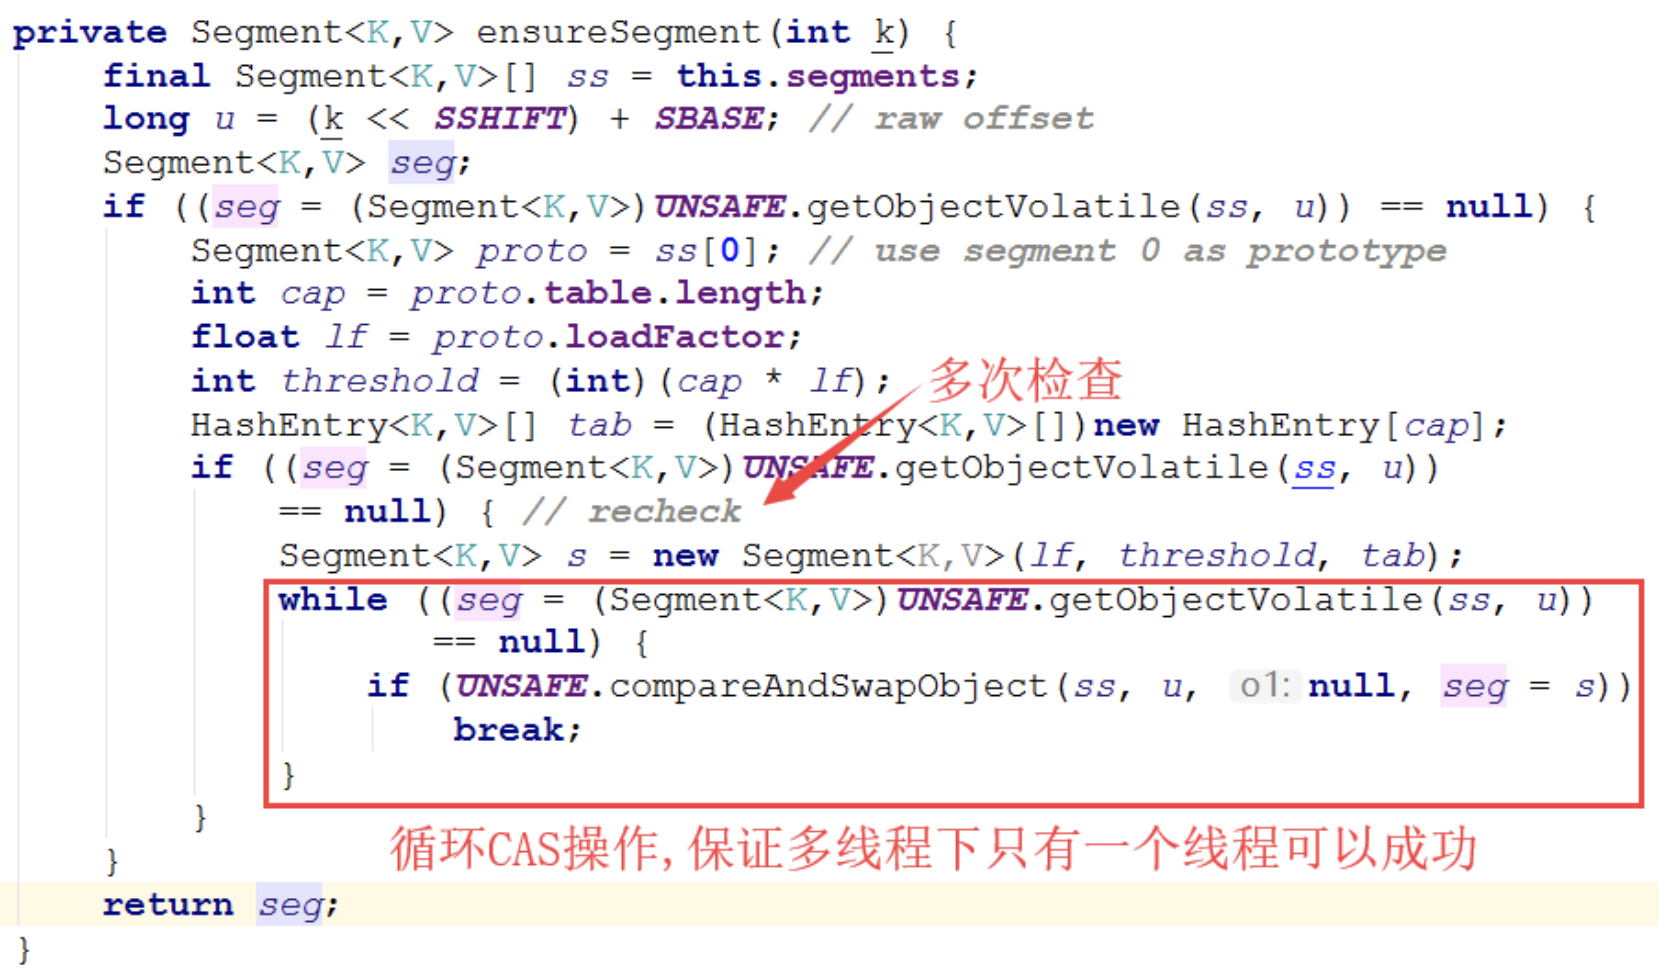 private Segment<K,V> ensureSegment(int k) {
final Segment<K,V>[] ss = this.segments;
long u = (k << SSHIFT) + SBASE; // raw offset
Segment<K,V> seg;
if ((seg = (Segment<K,V>)UNSAFE.getObjectVolatile(ss, u)) == null) {
Segment<K,V> proto = ss[0]; // use segment 0 as prototype
int cap = proto.table.length;
float lf = proto.loadFactor;
int threshold = (int)(cap * lf);
多次检查
HashEntry<K,V>[] tab = (HashEntry<K,V>[])new HashEntry[cap];
if ((seg = (Segment<K,V>)UNSAFE.getObjectVolatile(ss, u))
== null) { // recheck
Segment<K,V> s = new Segment<K,V>(lf, threshold, tab);
while ((seg = (Segment<K,V>)UNSAFE.getObjectVolatile(ss, u))
== null) {
if (UNSAFE.compareAndSwapObject(ss, u, o1: null, seg = s))
break;
}
}
循环CAS操作,保证多线程下只有一个线程可以成功
}
return seg;
}